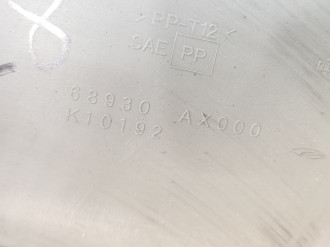 >PP-T12<
SAE PP
68930 AX000
K10192